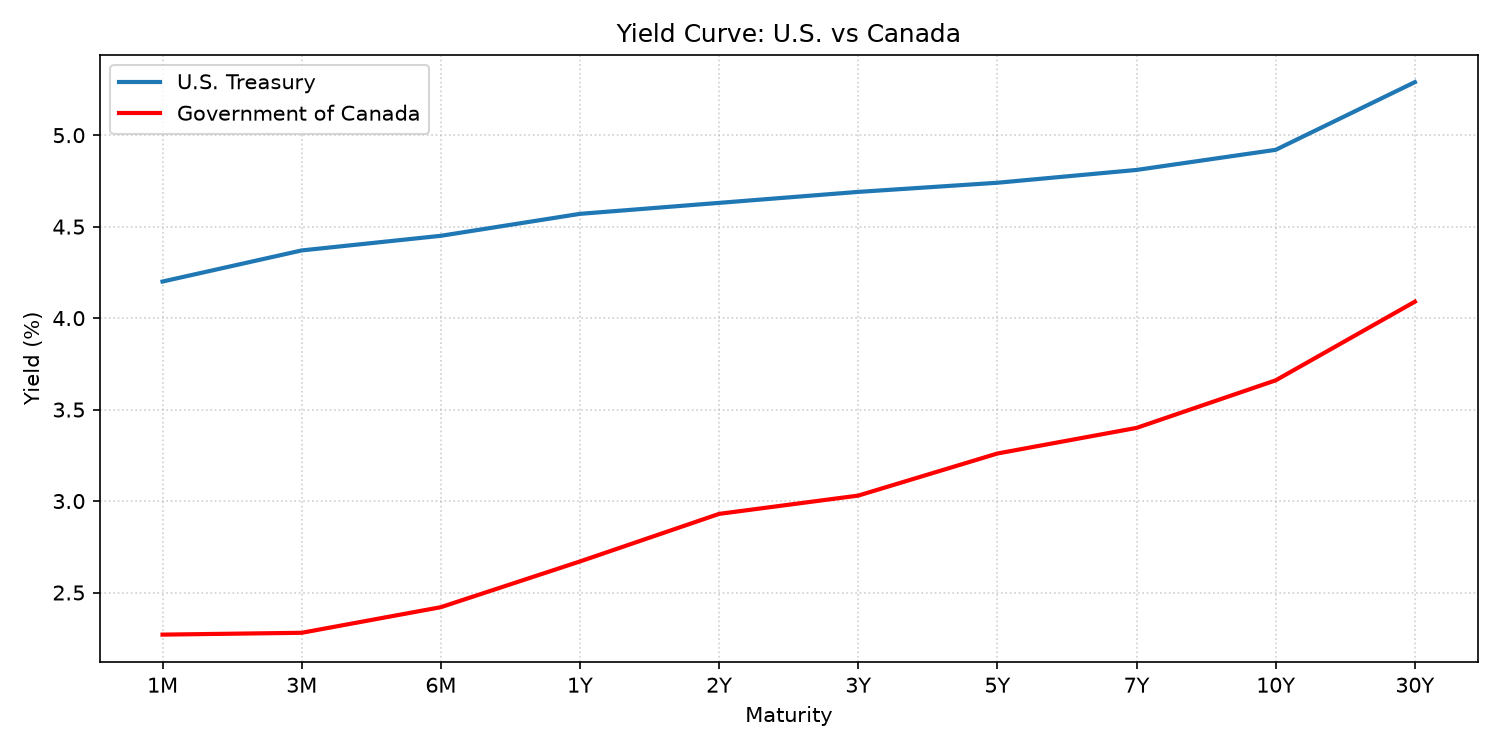 Yield Curve: U.S. vs Canada
U.S. Treasury
Government of Canada
5.0
4.5
4.0
3.5
3.0
2.5
Yield (%)
1M 3M 6M 1Y 2Y 3Y 5Y 7Y 10Y 30Y
Maturity